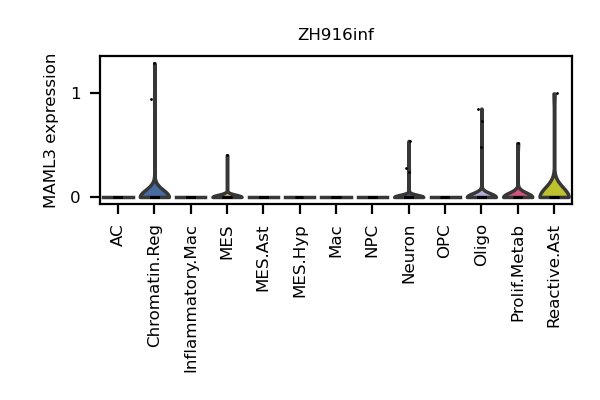 ZH916inf
MAML3 expression
1
0
AC
Chromatin.Reg
Inflammatory.Mac
MES
MES.Ast
MES.Hyp
Mac
NPC
Neuron
OPC
Oligo
Prolif.Metab
Reactive.Ast